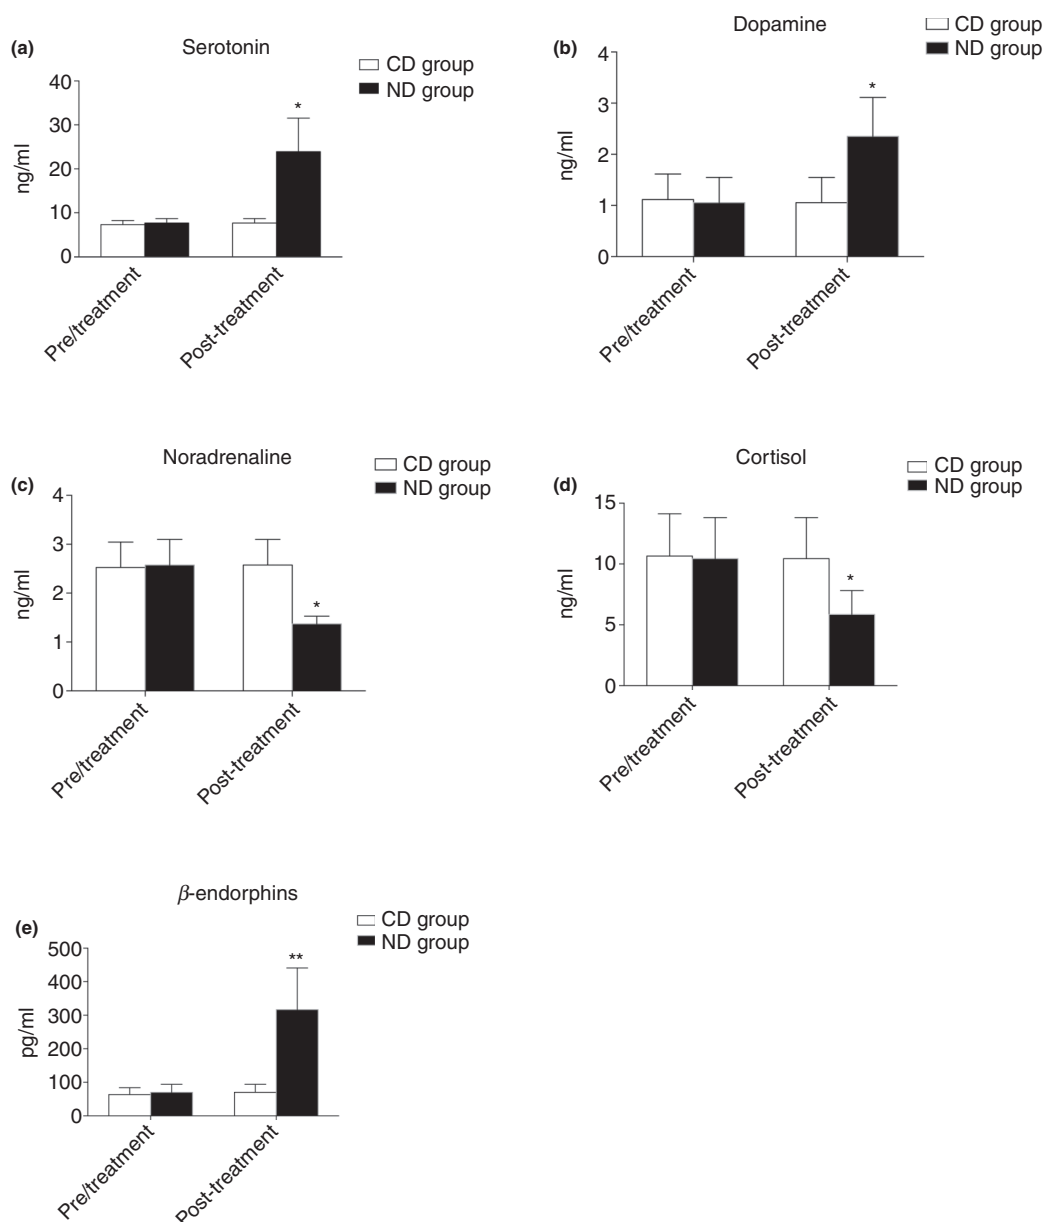 (a)
Serotonin
CD group
ND group
40
30
20
10
0
ng/ml
*
Pre/treatment
Post-treatment
(b)
Dopamine
CD group
ND group
4
3
2
1
0
ng/ml
*
Pre/treatment
Post-treatment
(c)
Noradrenaline
CD group
ND group
4
3
2
1
0
ng/ml
*
Pre/treatment
Post-treatment
(d)
Cortisol
CD group
ND group
15
10
5
0
ng/ml
*
Pre/treatment
Post-treatment
(e)
β-endorphins
CD group
ND group
500
400
300
200
100
0
pg/ml
**
Pre/treatment
Post-treatment